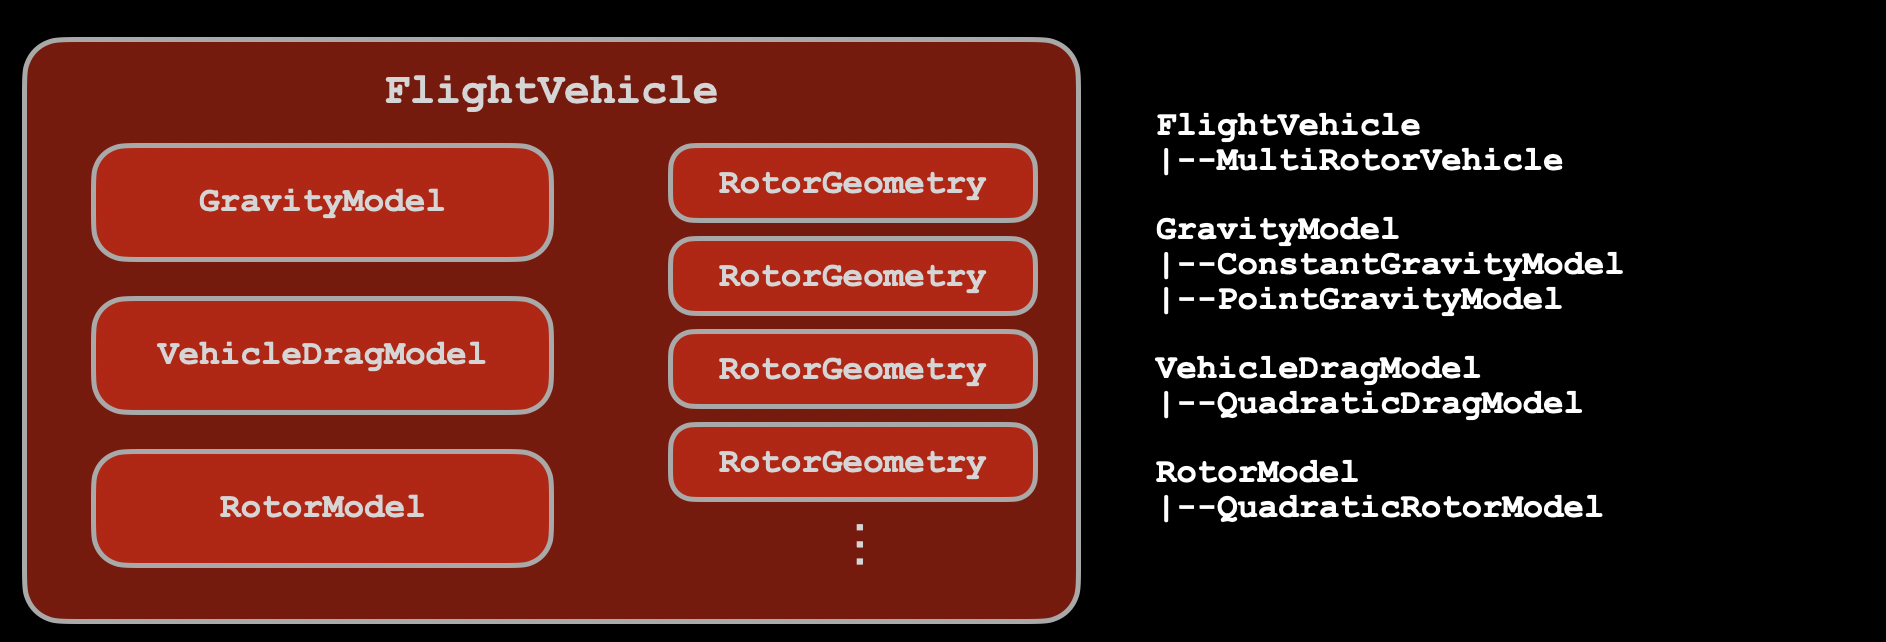 FlightVehicle
GravityModel
VehicleDragModel
RotorModel
RotorGeometry
RotorGeometry
RotorGeometry
RotorGeometry
⋮
FlightVehicle
|--MultiRotorVehicle
GravityModel
|--ConstantGravityModel
|--PointGravityModel
VehicleDragModel
|--QuadraticDragModel
RotorModel
|--QuadraticRotorModel